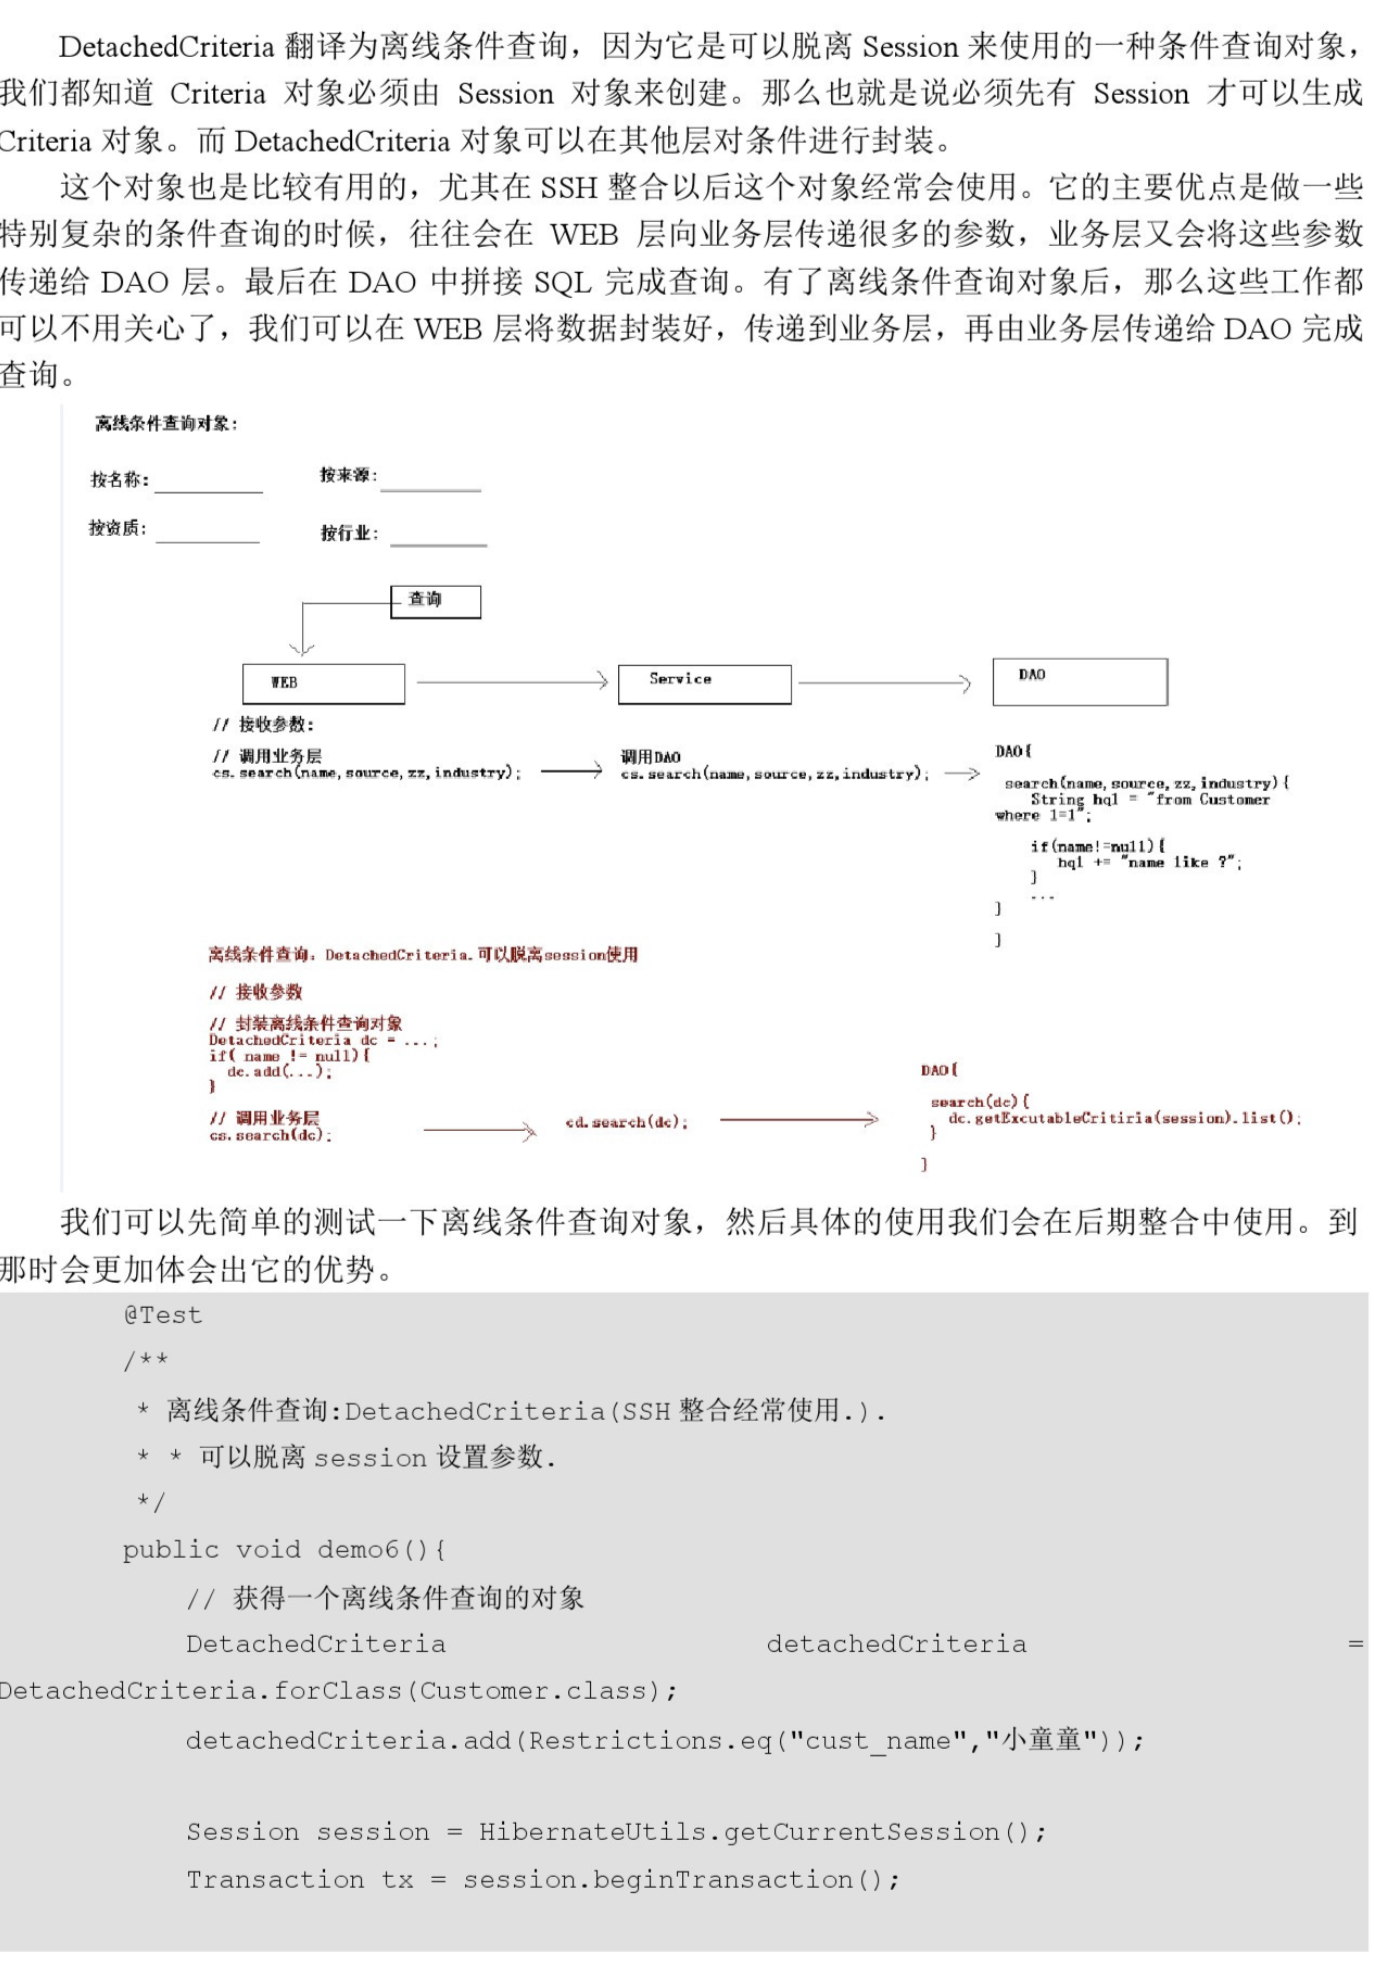 DetachedCriteria 翻译为离线条件查询，因为它是可以脱离 Session 来使用的一种条件查询对象，
我们都知道 Criteria 对象必须由 Session 对象来创建。那么也就是说必须先有 Session 才可以生成
Criteria 对象。而 DetachedCriteria 对象可以在其他层对条件进行封装。
这个对象也是比较有用的，尤其在 SSH 整合以后这个对象经常会使用。它的主要优点是做一些
特别复杂的条件查询的时候，往往会在 WEB 层向业务层传递很多的参数，业务层又会将这些参数
传递给 DAO 层。最后在 DAO 中拼接 SQL 完成查询。有了离线条件查询对象后，那么这些工作都
可以不用关心了，我们可以在 WEB 层将数据封装好，传递到业务层，再由业务层传递给 DAO 完成
查询。
离线条件查询对象：
按名称： 按来源：
按资质： 按行业：
查询
WEB Service DAO
// 接收参数：
// 调用业务层
cs.search(name,source,zz,industry);
调用DAO
cs.search(name,source,zz,industry);
DAO{
search(name,source,zz,industry){
String hql = "from Customer
where 1=1";
if(name!=null){
hql += "name like ?";
}
...
}
}
离线条件查询：DetachedCriteria.可以脱离session使用
// 接收参数
// 封装离线条件查询对象
DetachedCriteria dc = ...;
if( name != null){
dc.add(...);
}
// 调用业务层
cs.search(dc);
cd.search(dc);
DAO{
search(dc){
dc.getExcutableCritiria(session).list();
}
}
我们可以先简单的测试一下离线条件查询对象，然后具体的使用我们会在后期整合中使用。到
那时会更加体会出它的优势。
@Test
/**
* 离线条件查询:DetachedCriteria(SSH 整合经常使用.).
* * 可以脱离 session 设置参数.
*/
public void demo6(){
// 获得一个离线条件查询的对象
DetachedCriteria detachedCriteria =
DetachedCriteria.forClass(Customer.class);
detachedCriteria.add(Restrictions.eq("cust_name","小童童"));
Session session = HibernateUtils.getCurrentSession();
Transaction tx = session.beginTransaction();